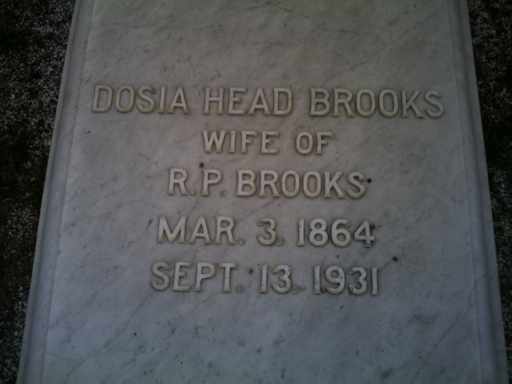 DOSIA HEAD BROOKS
WIFE OF
R.P. BROOKS
MAR. 3. 1864
SEPT. 13. 1931